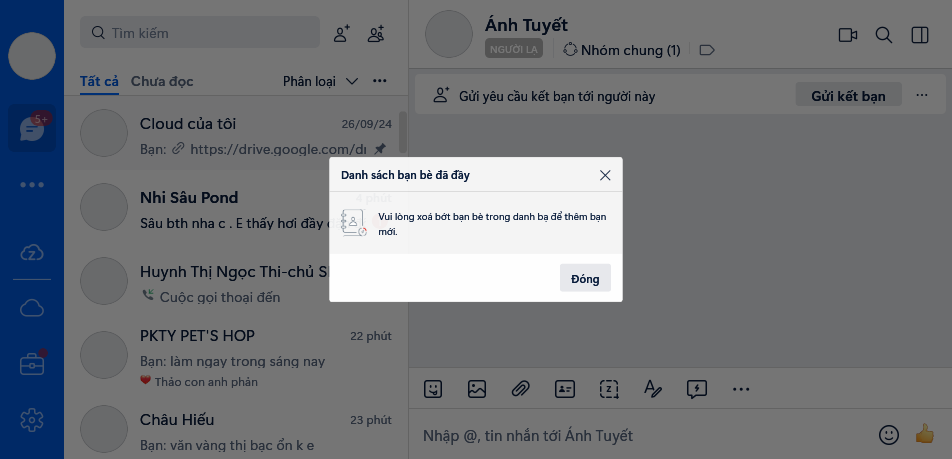 Tìm kiếm
Tất cả Chưa đọc Phân loại
5+
Cloud của tôi 26/09/24
Bạn: https://drive.google.com/d
Nhi Sâu Pond 4 phút
Sâu bth nha c . E thấy hơi đầy
Huynh Thị Ngọc Thi-chủ S
Cuộc gọi thoại đến
PKTY PET'S HOP 22 phút
Bạn: làm ngay trong sáng nay
Thảo con anh phản
Châu Hiếu 23 phút
Bạn: văn vàng thị bạc ổn k e
Ánh Tuyết
NGƯỜI LẠ Nhóm chung (1)
Gửi yêu cầu kết bạn tới người này Gửi kết bạn
Danh sách bạn bè đã đầy
Vui lòng xoá bớt bạn bè trong danh bạ để thêm bạn
mới.
Đóng
Nhập @, tin nhắn tới Ánh Tuyết